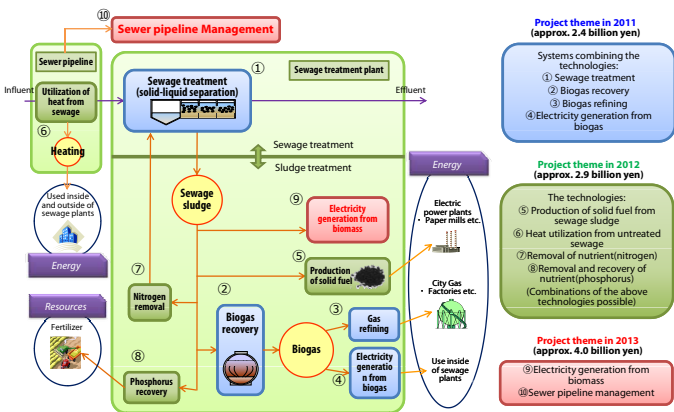 ⑩
Sewer pipeline Management
Sewer pipeline
Influent
Utilization of
heat from
sewage
⑥
Heating
Used inside
and outside of
sewage plants
Energy
Resources
Fertilizer
①
Sewage treatment
(solid-liquid separation)
Sewage treatment plant
Effluent
Sewage treatment
Sludge treatment
Sewage
sludge
⑨
Electricity
generation from
biomass
⑤
Production
of solid fuel
⑦
Nitrogen
removal
②
Biogas
recovery
⑧
Phosphorus
recovery
Biogas
③
Gas
refining
④
Electricity
generatio
n from
biogas
Energy
Electric
power plants
・ Paper mills etc.
City Gas
・ Factories etc.
Use inside
of sewage
plants
Project theme in 2011
(approx. 2.4 billion yen)
Systems combining the
technologies:
① Sewage treatment
② Biogas recovery
③ Biogas refining
④Electricity generation from
biogas
Project theme in 2012
(approx. 2.9 billion yen)
The technologies:
⑤ Production of solid fuel from
sewage sludge
⑥ Heat utilization from untreated
sewage
⑦Removal of nutrient(nitrogen)
⑧Removal and recovery of
nutrient(phosphorus)
(Combinations of the above
technologies possible)
Project theme in 2013
(approx. 4.0 billion yen)
⑨Electricity generation from
biomass
⑩Sewer pipeline management